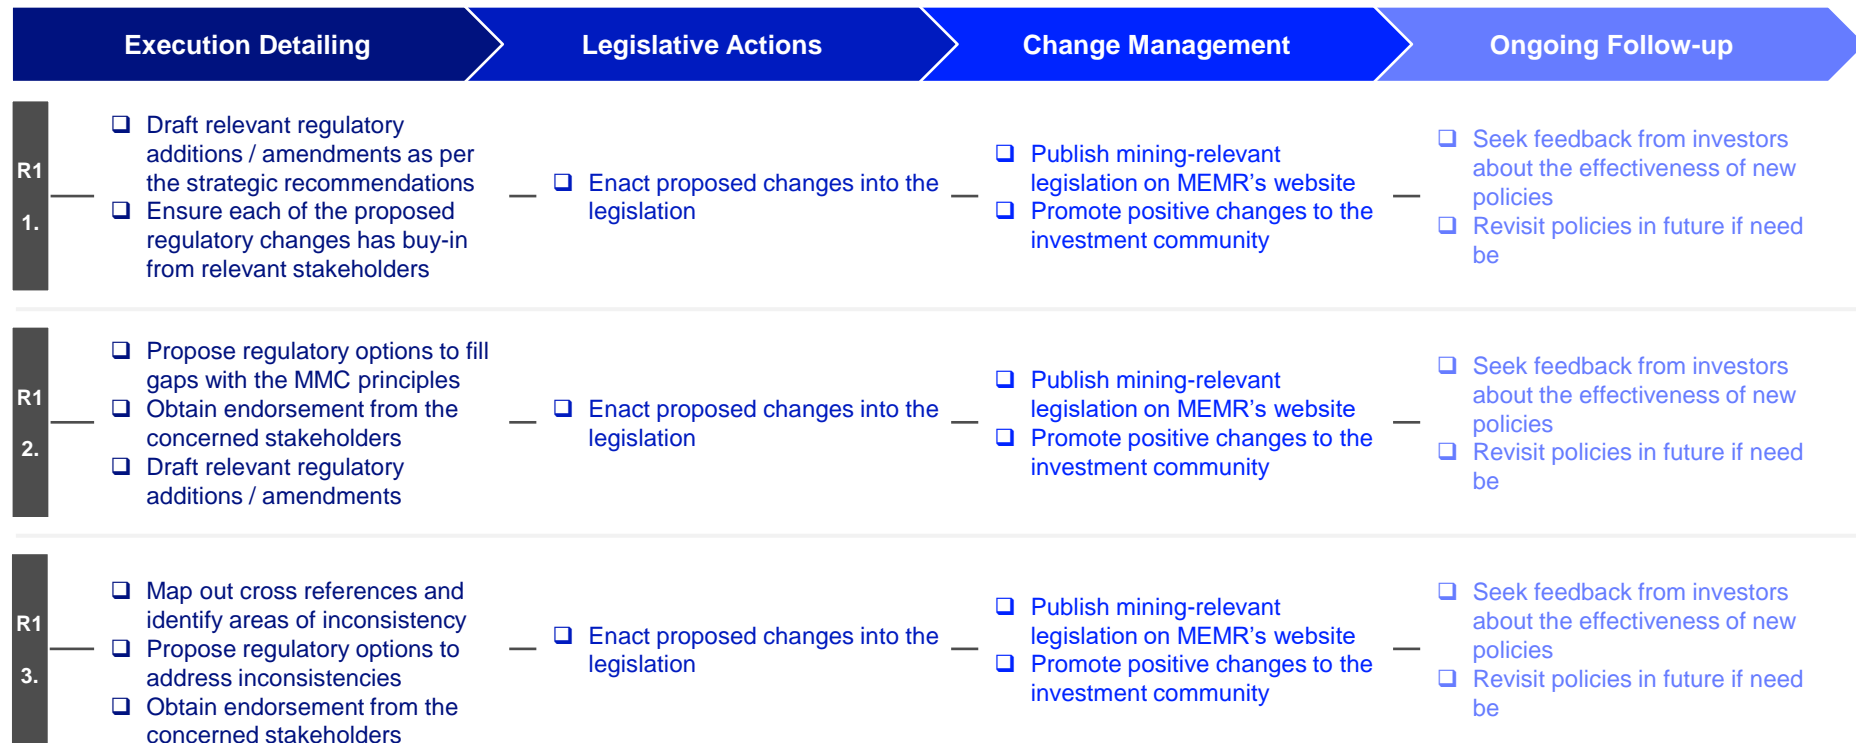 Execution Detailing
Legislative Actions
Change Management
Ongoing Follow-up
R1
1.
Draft relevant regulatory
additions / amendments as per
the strategic recommendations
Ensure each of the proposed
regulatory changes has buy-in
from relevant stakeholders
Enact proposed changes into the
legislation
Publish mining-relevant
legislation on MEMR's website
Promote positive changes to the
investment community
Seek feedback from investors
about the effectiveness of new
policies
Revisit policies in future if need
be
R1
2.
Propose regulatory options to fill
gaps with the MMC principles
Obtain endorsement from the
concerned stakeholders
Draft relevant regulatory
additions / amendments
Enact proposed changes into the
legislation
Publish mining-relevant
legislation on MEMR's website
Promote positive changes to the
investment community
Seek feedback from investors
about the effectiveness of new
policies
Revisit policies in future if need
be
R1
3.
Map out cross references and
identify areas of inconsistency
Propose regulatory options to
address inconsistencies
Obtain endorsement from the
concerned stakeholders
Enact proposed changes into the
legislation
Publish mining-relevant
legislation on MEMR's website
Promote positive changes to the
investment community
Seek feedback from investors
about the effectiveness of new
policies
Revisit policies in future if need
be